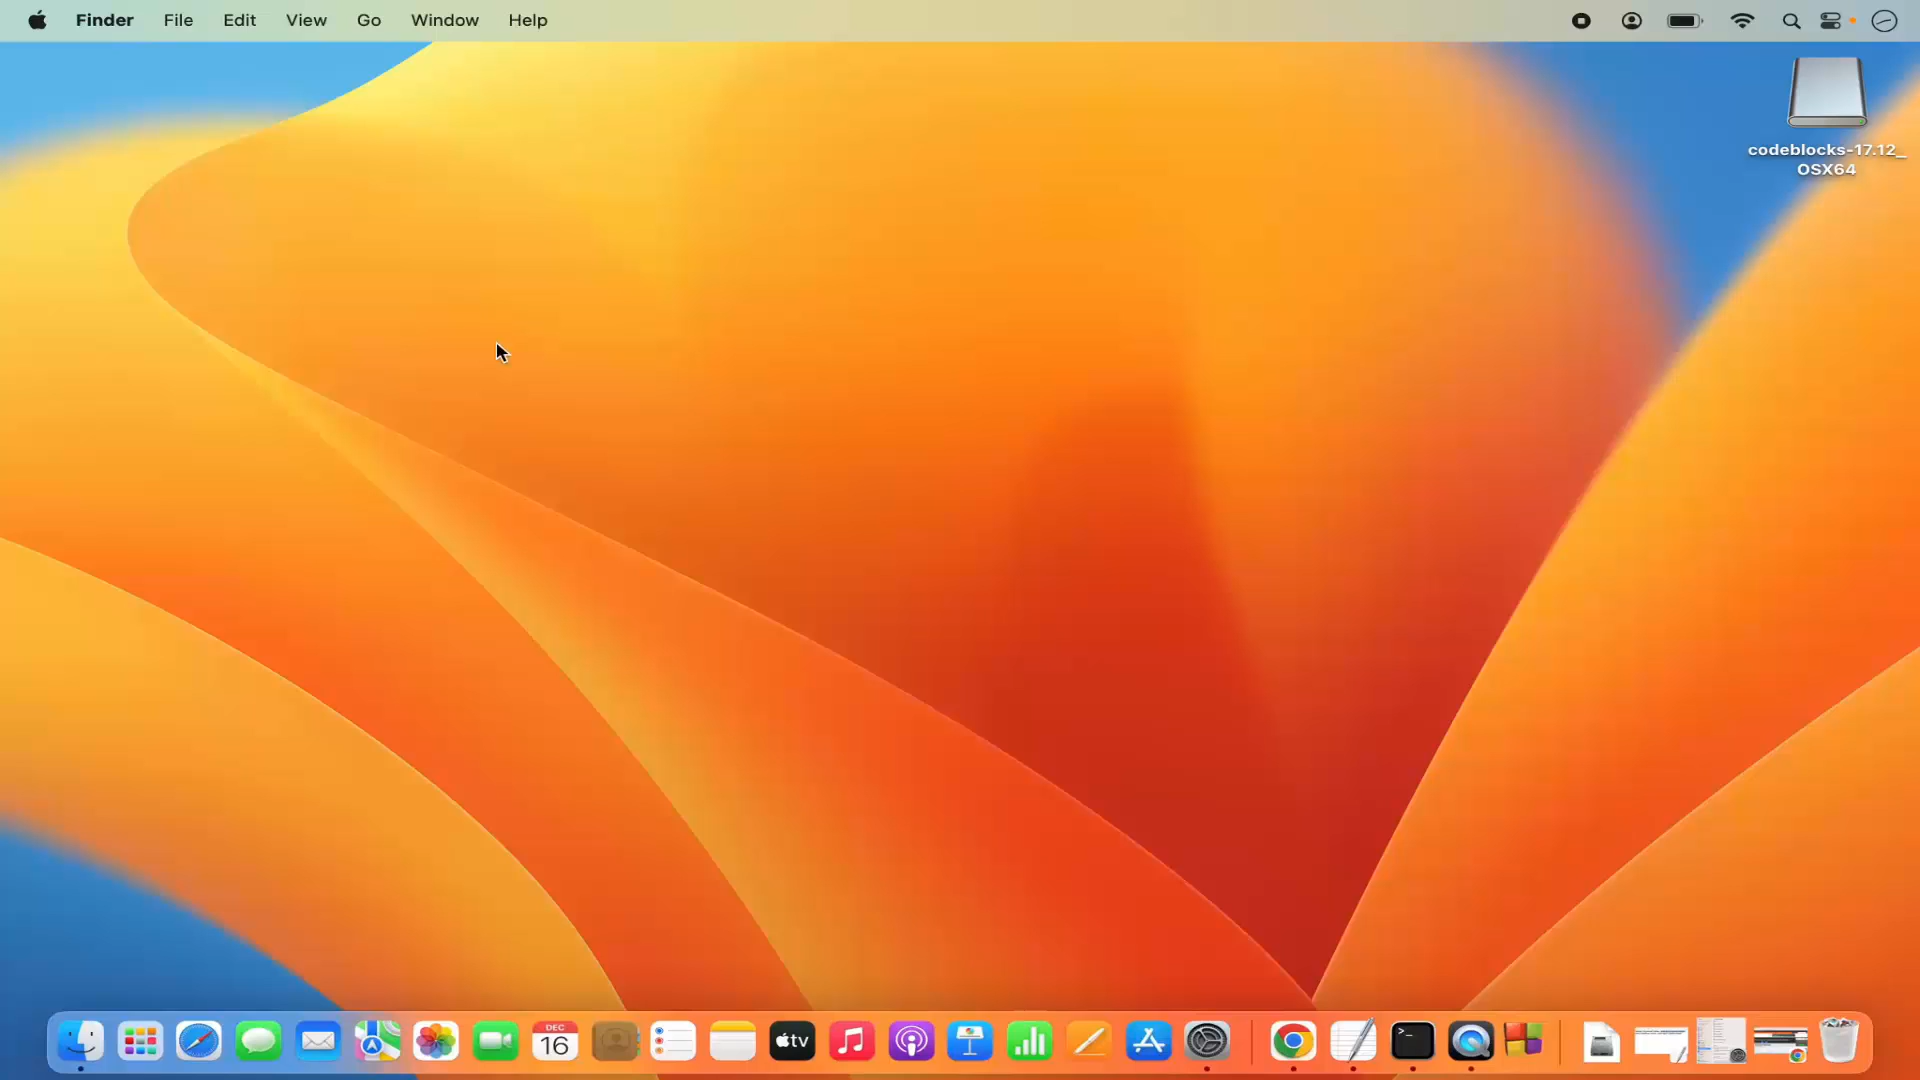 Finder File Edit View Go Window Help
codeblocks-17.12_
OSX64
DEC
16
tv
>_